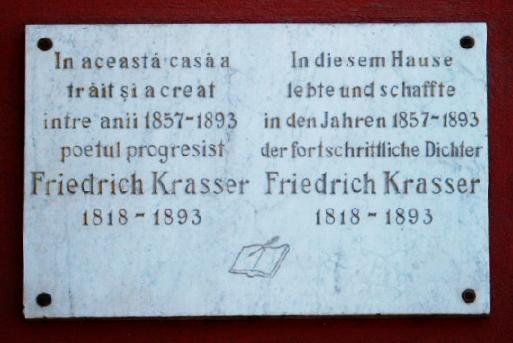 In această casă a
trăit și a creat
între anii 1857-1893
poetul progresist
Friedrich Krasser
1818 - 1893
In diesem Hause
lebte und schaffte
in den Jahren 1857-1893
der fortschrittliche Dichter
Friedrich Krasser
1818 - 1893